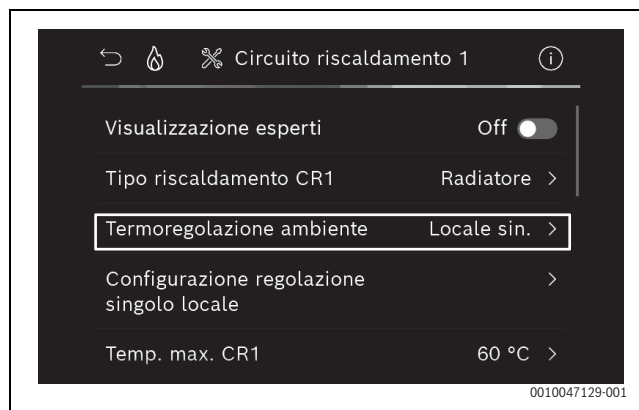 Circuito riscaldamento 1
Visualizzazione esperti Off
Tipo riscaldamento CR1 Radiatore >
Termoregolazione ambiente Locale sin. >
Configurazione regolazione >
singolo locale
Temp. max. CR1 60 °C >
0010047129-001